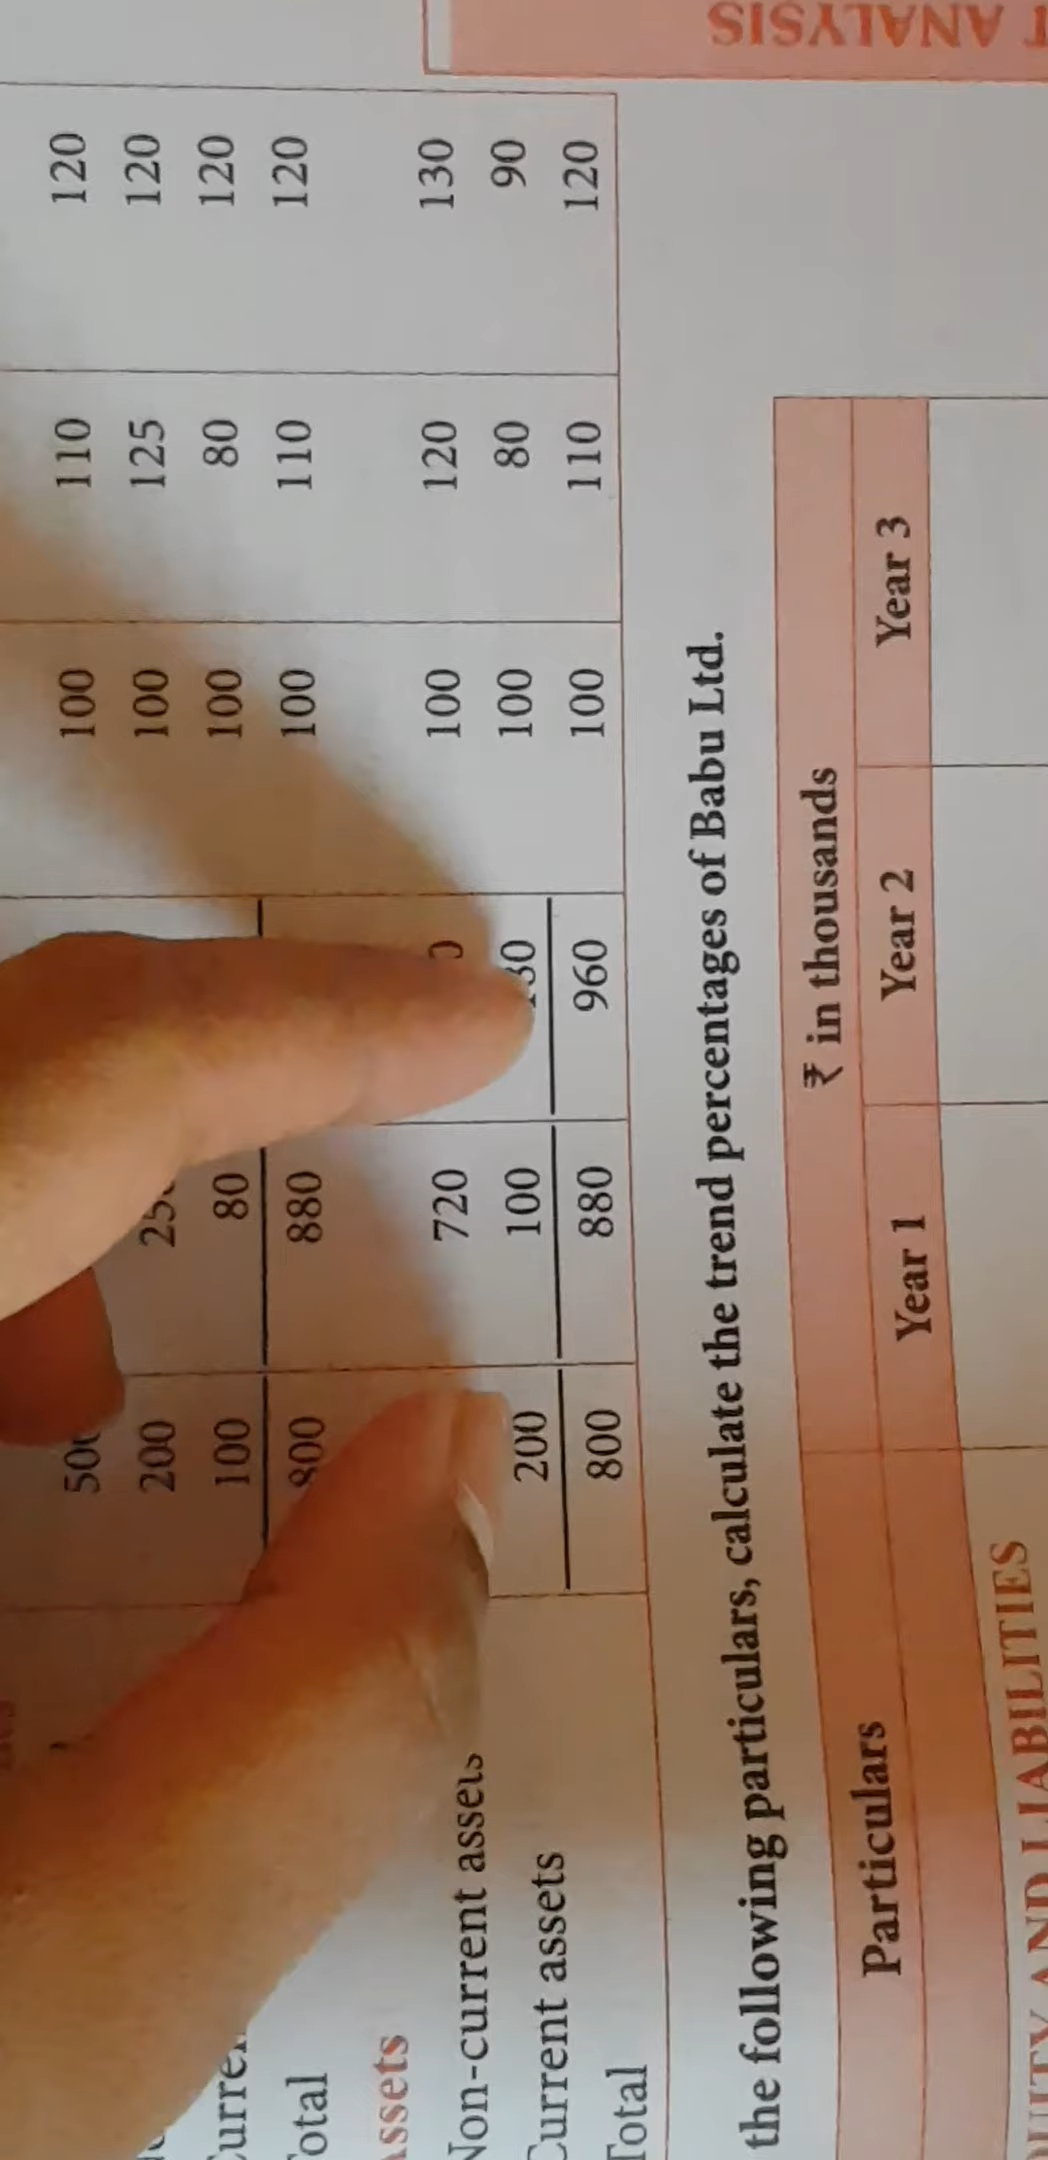 T ANALYSIS
110 100 120
200 125 100 120
100 80 100 80 120
800 880 100 110 120
Assets
Non-current assets 720 100 120 130
Current assets 200 100 100 80 90
Total 800 880 960 100 110 120
the following particulars, calculate the trend percentages of Babu Ltd.
Particulars ₹ in thousands
Year 1 Year 2 Year 3
EQUITY AND LIABILITIES